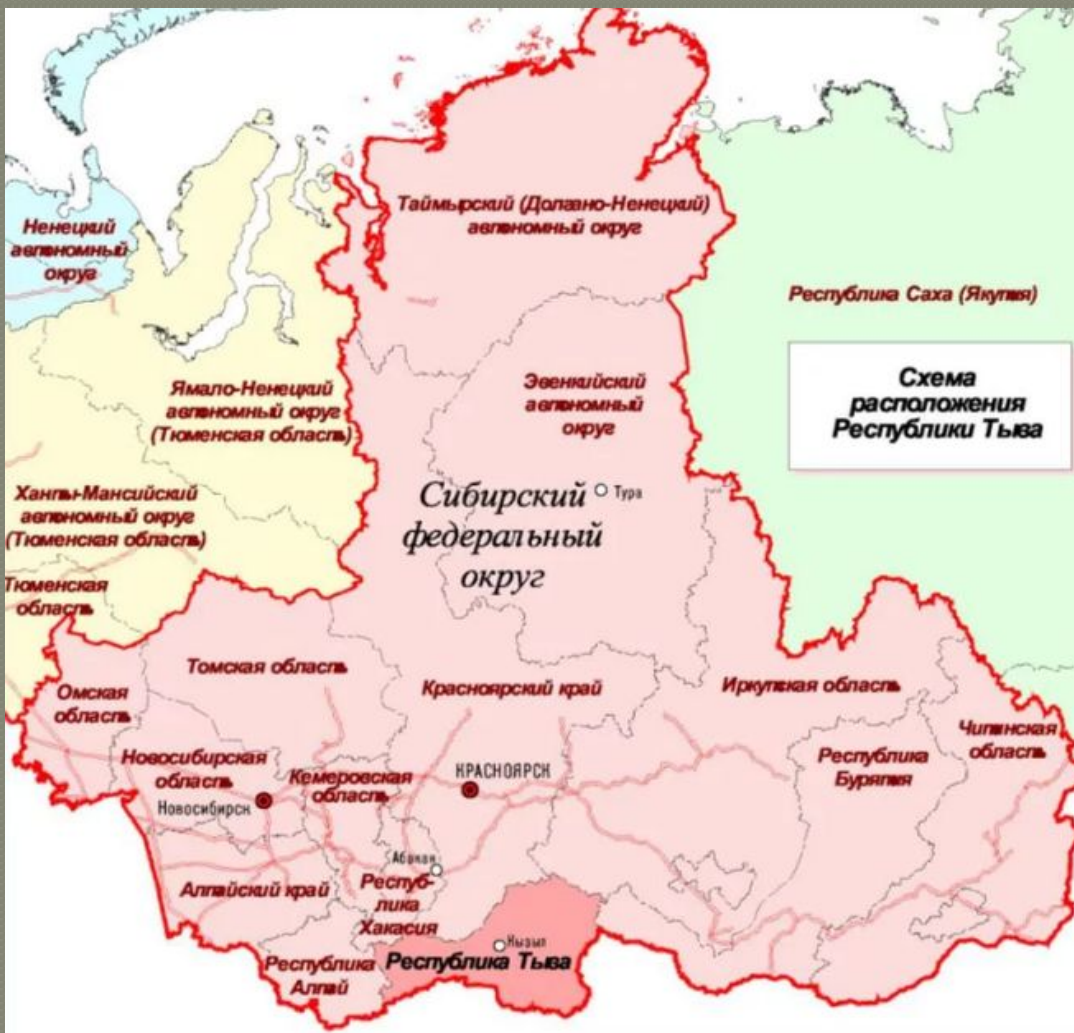 Ненецкий
автономный
округ
Таймырский (Долгано-Ненецкий)
автономный округ
Республика Саха (Якутия)
Схема
расположения
Республики Тыва
Ямало-Ненецкий
автономный округ
(Тюменская область)
Эвенкийский
автономный
округ
Тура
Сибирский
федеральный
округ
Ханты-Мансийский
автономный округ
(Тюменская область)
Тюменская
область
Томская область
Омская
область
Красноярский край
Иркутская область
Читинская
область
Новосибирская
область
Новосибирск
Кемеровская
область
КРАСНОЯРСК
Республика
Бурятия
Абакан
Алтайский край
Респуб-
лика
Хакасия
Кызыл
Республика Тыва
Республика
Алтай